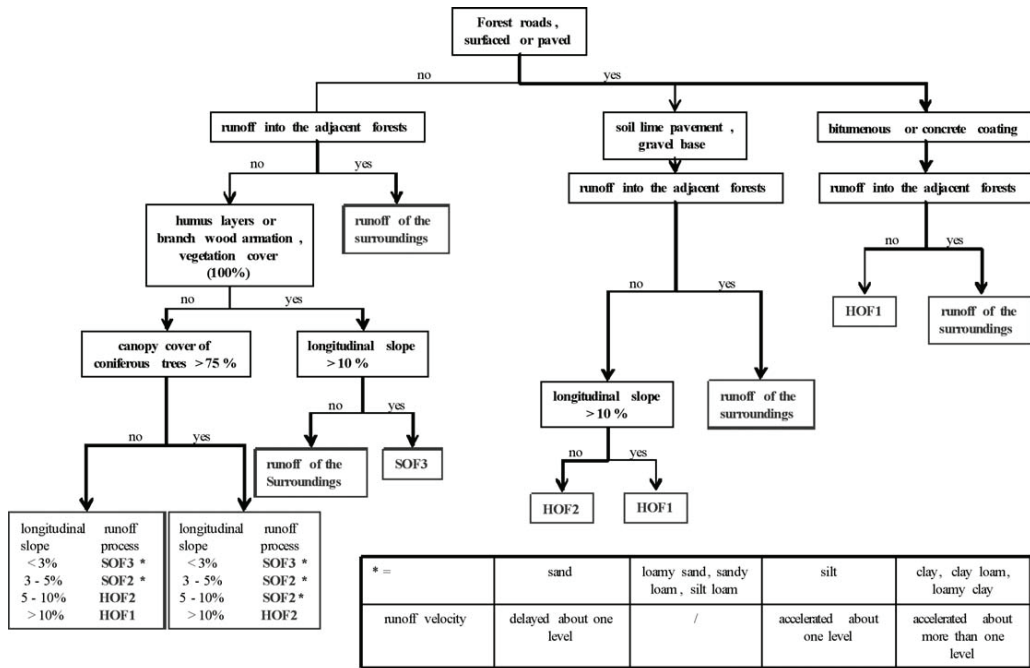 Forest roads ,
surfaced or paved
no
yes
runoff into the adjacent forests
soil lime pavement ,
gravel base
bitumenous or concrete coating
no
yes
runoff into the adjacent forests
runoff into the adjacent forests
humus layers or
branch wood armation ,
vegetation cover
(100%)
runoff of the
surroundings
no
yes
no
yes
no
yes
HOF1
runoff of the
surroundings
canopy cover of
coniferous trees > 75 %
longitudinal slope
> 10 %
longitudinal slope
> 10 %
runoff of the
surroundings
no
yes
no
yes
runoff of the
Surroundings
SOF3
no
yes
HOF2
HOF1
longitudinal slope runoff process
< 3% SOF3 *
3 - 5% SOF2 *
5 - 10% HOF2
> 10% HOF1
longitudinal slope runoff process
< 3% SOF3 *
3 - 5% SOF2 *
5 - 10% SOF2 *
> 10% HOF2
* = sand loamy sand, sandy loam, silt loam silt clay, clay loam, loamy clay
runoff velocity delayed about one level / accelerated about one level accelerated about more than one level